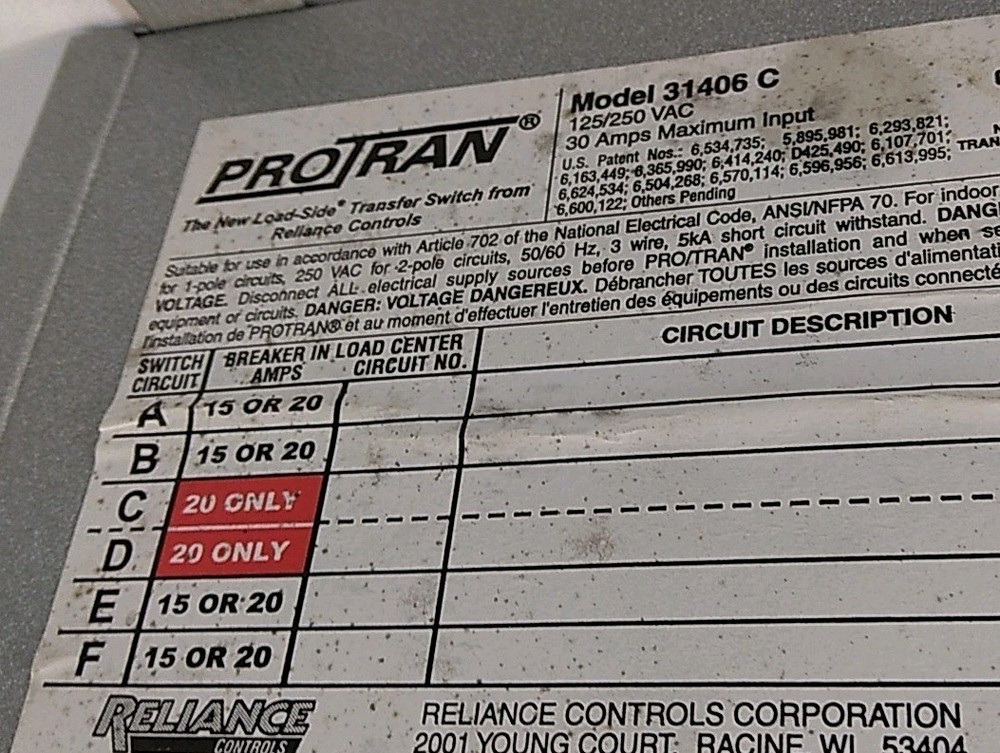 PROTRAN®
The New Load-Side® Transfer Switch from
Reliance Controls
Model 31406 C
125/250 VAC
30 Amps Maximum Input
U.S. Patent Nos.: 6,534,735; 5,895,981; 6,293,821;
6,163,449; 6,365,990; 6,414,240; D425,490; 6,107,701;
6,624,534; 6,504,268; 6,570,114; 6,596,956; 6,613,995;
6,600,122; Others Pending
TRAN
Suitable for use in accordance with Article 702 of the National Electrical Code, ANSI/NFPA 70. For indoor
for 1-pole circuits, 250 VAC for 2-pole circuits, 50/60 Hz, 3 wire, 5kA short circuit withstand. DANG
VOLTAGE. Disconnect ALL electrical supply sources before PRO/TRAN® installation and when se
equipment or circuits. DANGER: VOLTAGE DANGEREUX. Débrancher TOUTES les sources d'alimentati
l'installation de PROTRAN® et au moment d'effectuer l'entretien des équipements ou des circuits connecté
SWITCH CIRCUIT
BREAKER IN LOAD CENTER
AMPS CIRCUIT NO.
CIRCUIT DESCRIPTION
A 15 OR 20
B 15 OR 20
C 20 ONLY
D 20 ONLY
E 15 OR 20
F 15 OR 20
RELIANCE
CONTROLS
RELIANCE CONTROLS CORPORATION
2001 YOUNG COURT, RACINE, WI 53404